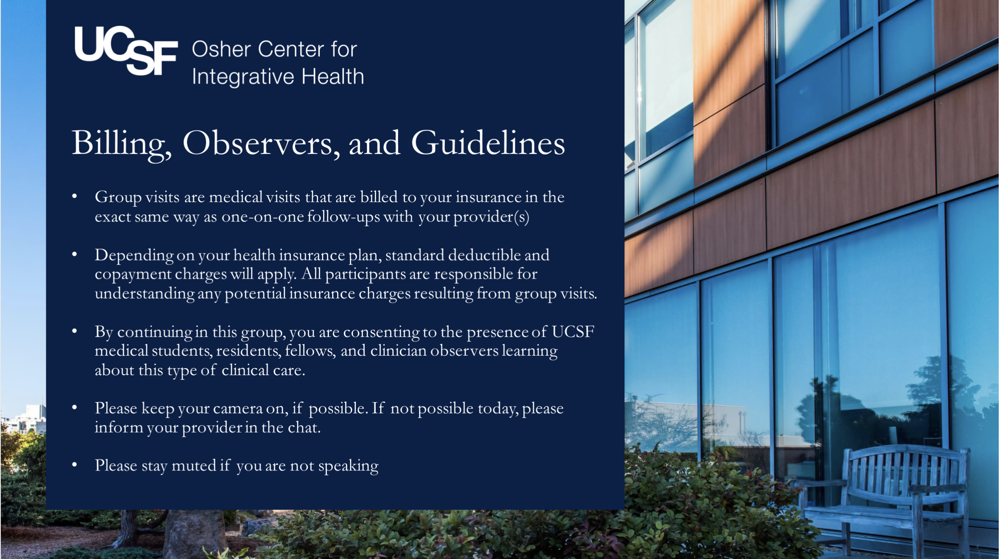 UCSF
Osher Center for
Integrative Health
Billing, Observers, and Guidelines
• Group visits are medical visits that are billed to your insurance in the
exact same way as one-on-one follow-ups with your provider(s)
• Depending on your health insurance plan, standard deductible and
copayment charges will apply. All participants are responsible for
understanding any potential insurance charges resulting from group visits.
• By continuing in this group, you are consenting to the presence of UCSF
medical students, residents, fellows, and clinician observers learning
about this type of clinical care.
• Please keep your camera on, if possible. If not possible today, please
inform your provider in the chat.
• Please stay muted if you are not speaking